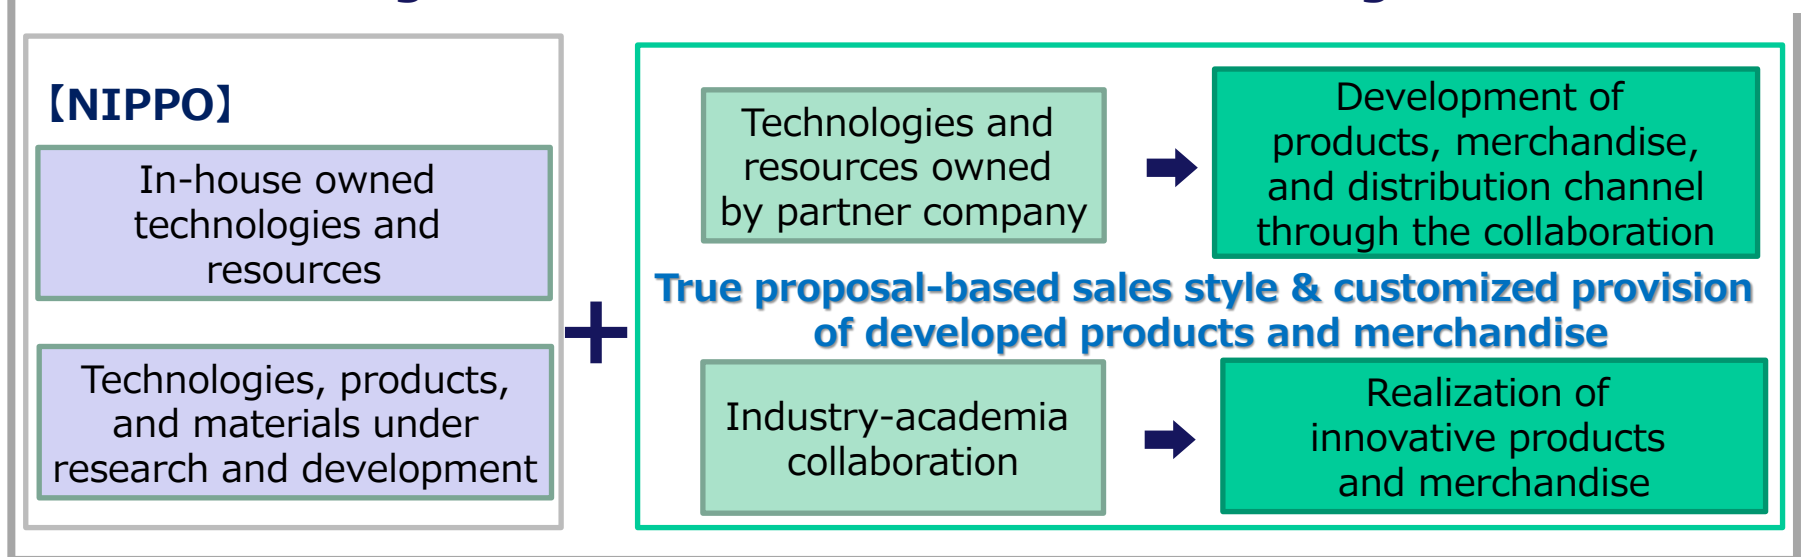 【NIPPO】
In-house owned
technologies and
resources
Technologies, products,
and materials under
research and development
+
Technologies and
resources owned
by partner company
Development of
products, merchandise,
and distribution channel
through the collaboration
True proposal-based sales style & customized provision
of developed products and merchandise
Industry-academia
collaboration
Realization of
innovative products
and merchandise